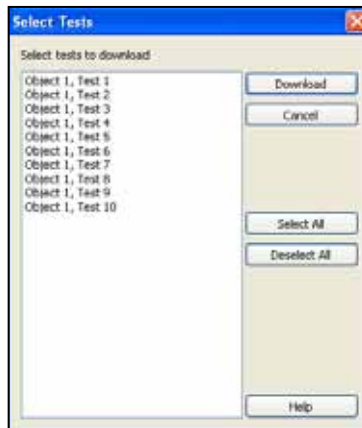 Select Tests
Select tests to download
Object 1, Test 1
Object 1, Test 2
Object 1, Test 3
Object 1, Test 4
Object 1, Test 5
Object 1, Test 6
Object 1, Test 7
Object 1, Test 8
Object 1, Test 9
Object 1, Test 10
Download
Cancel
Select All
Deselect All
Help